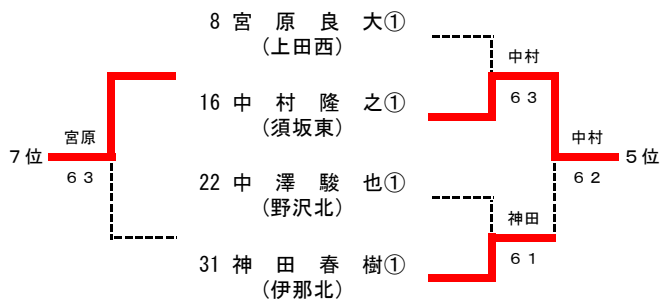 8 宮 原 良 大①
(上田西)
中村
16 中 村 隆 之①
6 3
(須坂東)
宮原
中村
7位
5位
6 3
6 2
22 中 澤 駿 也①
(野沢北)
神田
31 神 田 春 樹①
6 1
(伊那北)